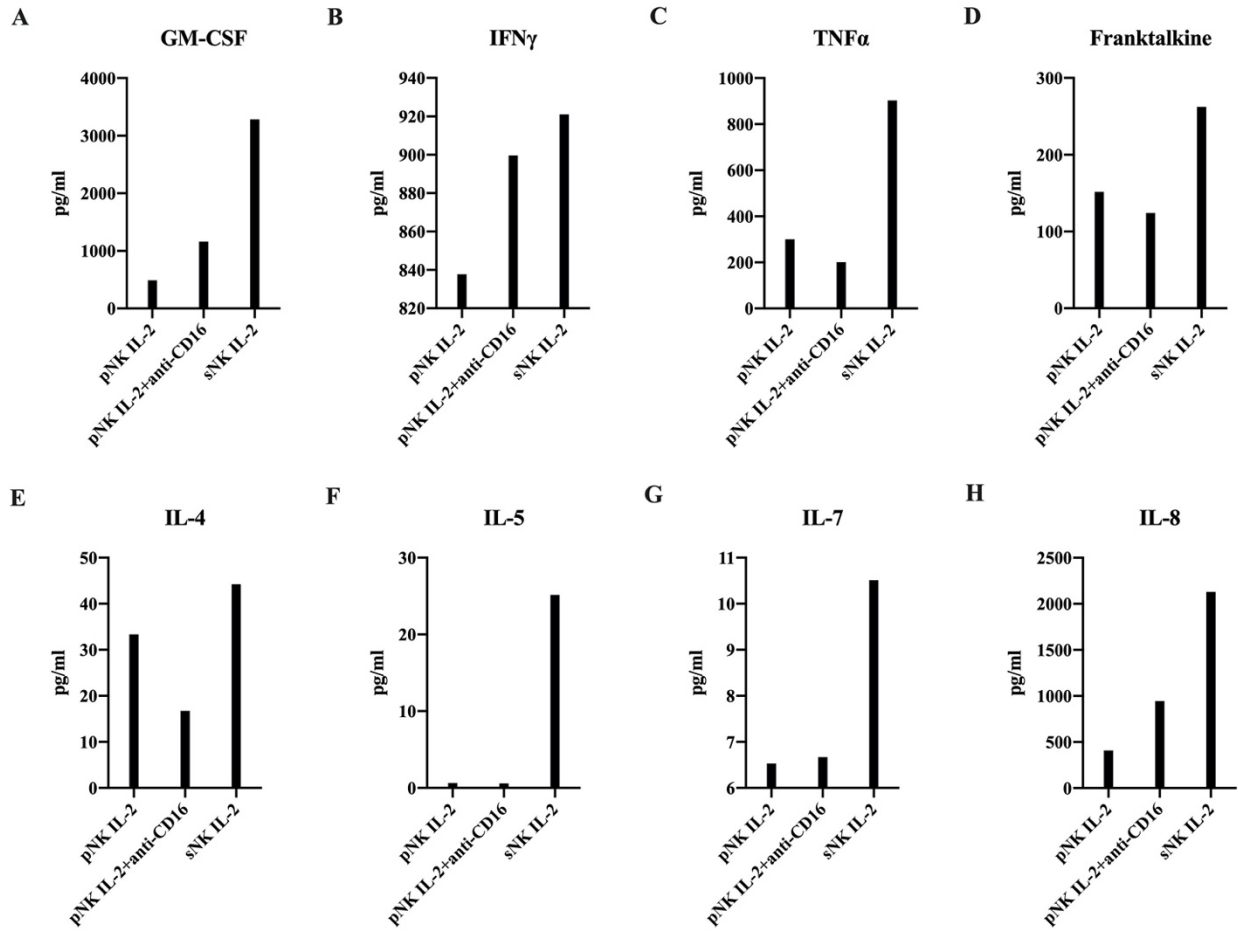 A
GM-CSF
pg/ml
4000
3000
2000
1000
0
pNK IL-2
pNK IL-2+anti-CD16
sNK IL-2
B
IFNγ
pg/ml
940
920
900
880
860
840
820
pNK IL-2
pNK IL-2+anti-CD16
sNK IL-2
C
TNFα
pg/ml
1000
800
600
400
200
0
pNK IL-2
pNK IL-2+anti-CD16
sNK IL-2
D
Franktalkine
pg/ml
300
200
100
0
pNK IL-2
pNK IL-2+anti-CD16
sNK IL-2
E
IL-4
pg/ml
50
40
30
20
10
0
pNK IL-2
pNK IL-2+anti-CD16
sNK IL-2
F
IL-5
pg/ml
30
20
10
0
pNK IL-2
pNK IL-2+anti-CD16
sNK IL-2
G
IL-7
pg/ml
11
10
9
8
7
6
pNK IL-2
pNK IL-2+anti-CD16
sNK IL-2
H
IL-8
pg/ml
2500
2000
1500
1000
500
0
pNK IL-2
pNK IL-2+anti-CD16
sNK IL-2